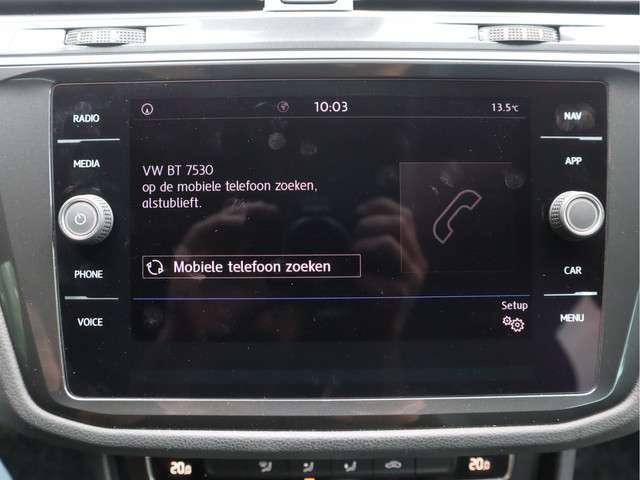 10:03
13.5°C
RADIO
NAV
MEDIA
APP
VW BT 7530
op de mobiele telefoon zoeken,
alstublieft.
PHONE
Mobiele telefoon zoeken
CAR
VOICE
Setup
MENU
20.0
20.0